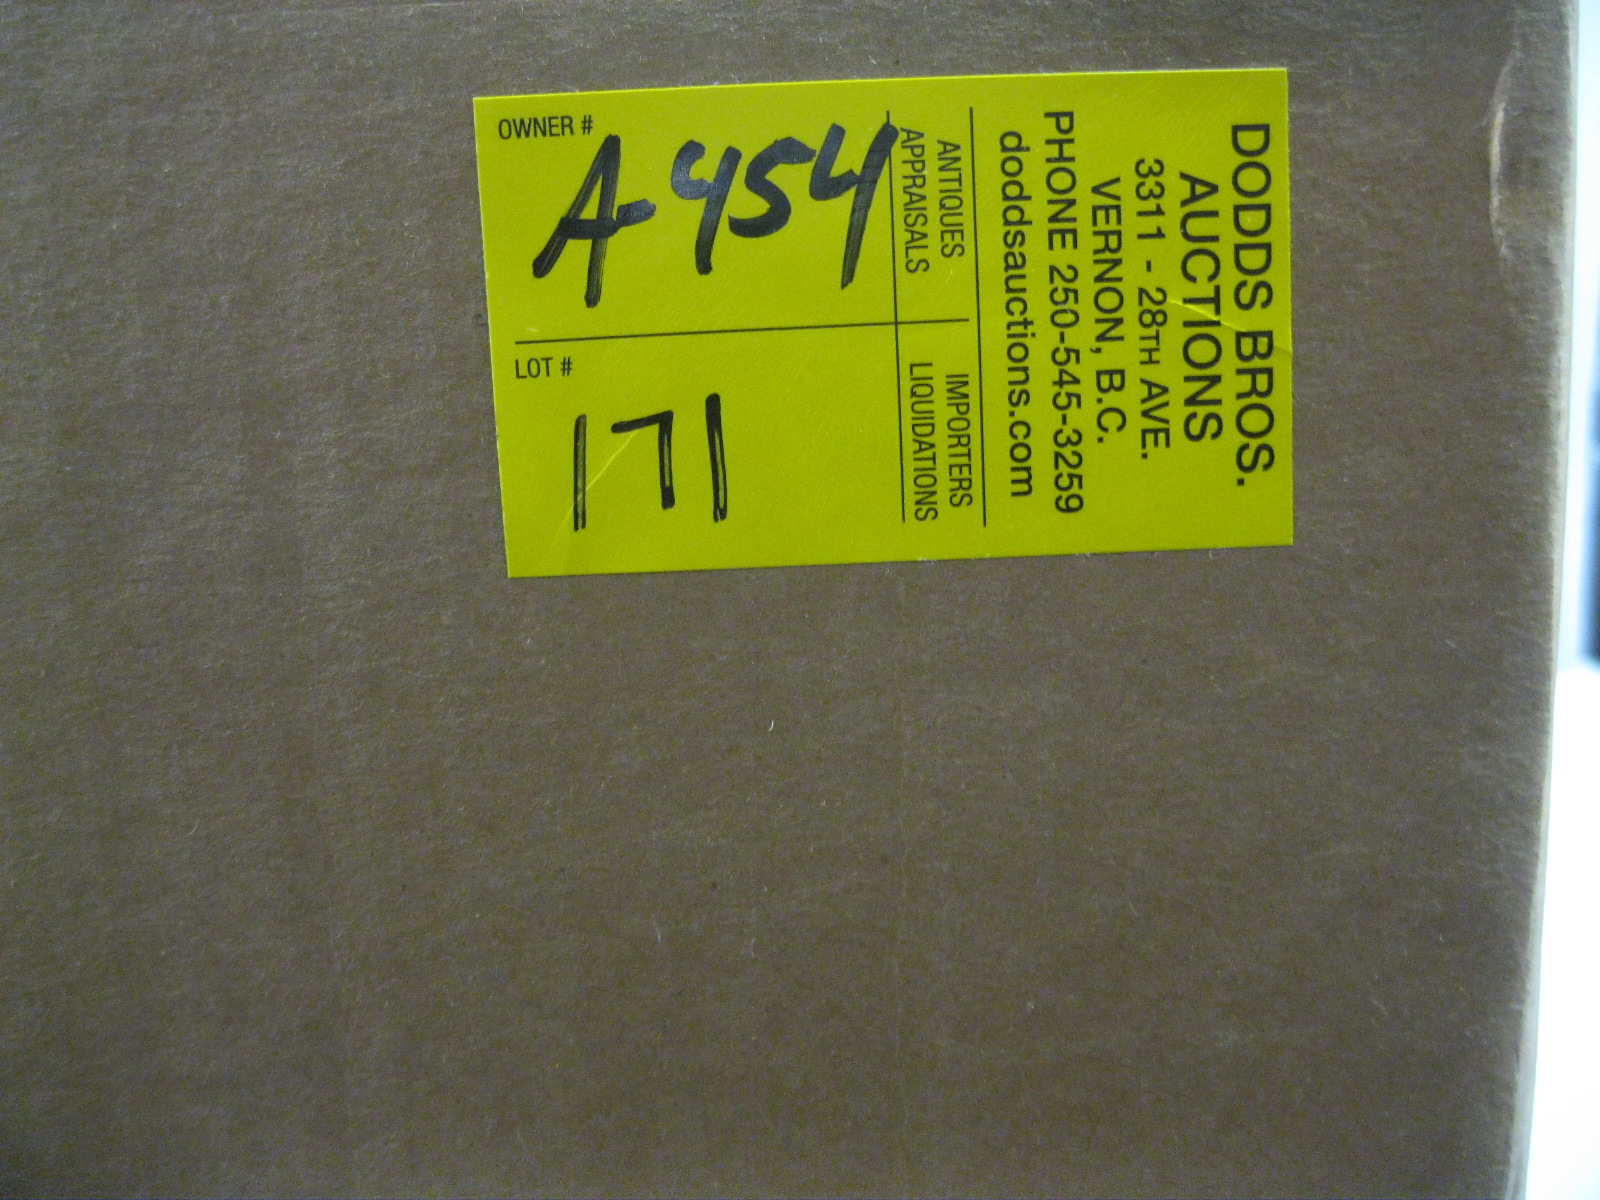 DODDS BROS.
AUCTIONS
3311 - 28TH AVE.
VERNON, B.C.
PHONE 250-545-3259
doddsauctions.com
ANTIQUES
APPRAISALS
IMPORTERS
LIQUIDATIONS
OWNER #
A-454
LOT #
171